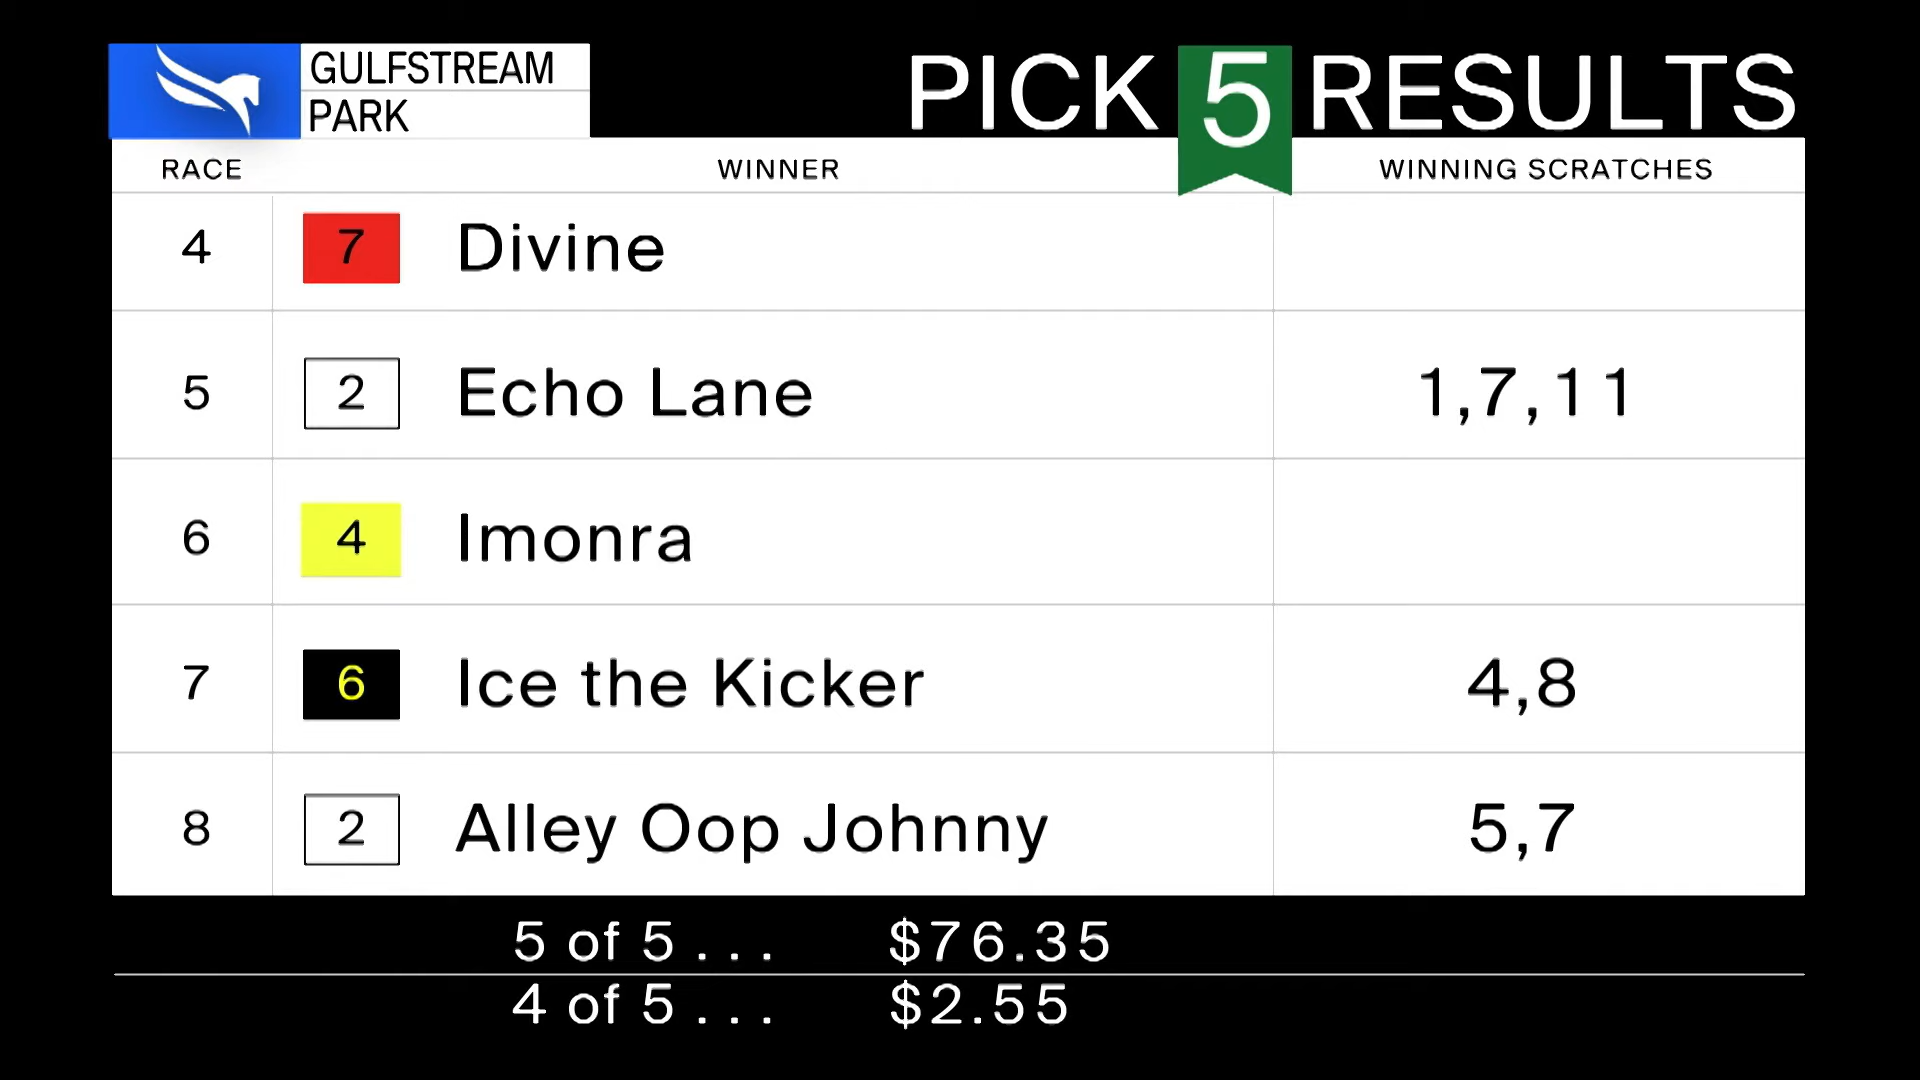 GULFSTREAM
PARK
PICK 5 RESULTS
RACE WINNER WINNING SCRATCHES
4 7 Divine
5 2 Echo Lane 1,7,11
6 4 Imonra
7 6 Ice the Kicker 4,8
8 2 Alley Oop Johnny 5,7
5 of 5 . . . $76.35
4 of 5 . . . $2.55